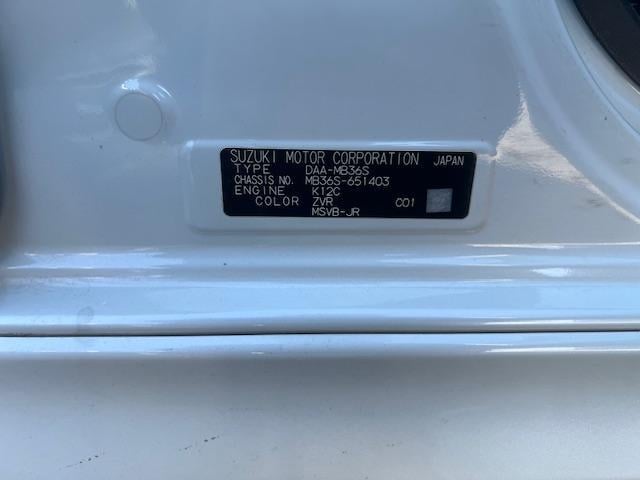 SUZUKI MOTOR CORPORATION JAPAN
TYPE DAA-MB36S
CHASSIS NO. MB36S-651403
ENGINE K12C
COLOR ZVR C01
MSVB-JR